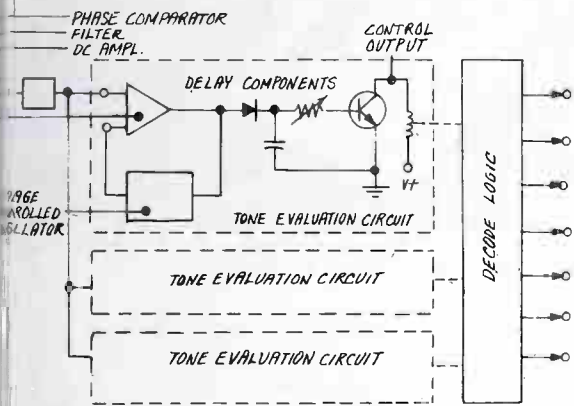 PHASE COMPARATOR
FILTER
DC AMPL.
CONTROL
OUTPUT
DELAY COMPONENTS
V+
TONE EVALUATION CIRCUIT
TONE EVALUATION CIRCUIT
TONE EVALUATION CIRCUIT
DECODE LOGIC